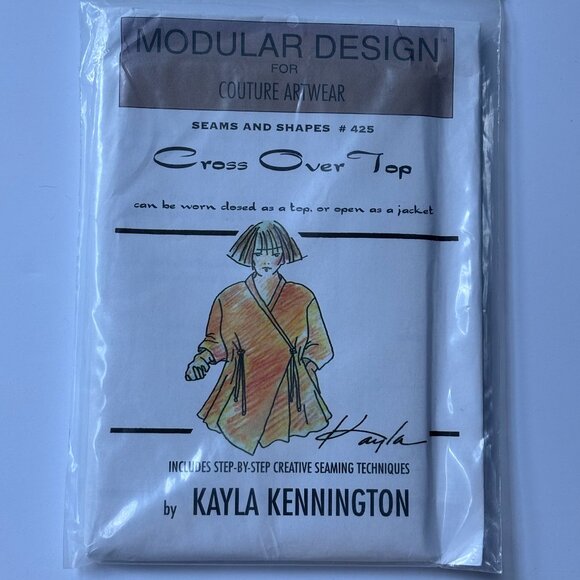 MODULAR DESIGN
FOR
COUTURE ARTWEAR
SEAMS AND SHAPES # 425
Cross Over Top
can be worn closed as a top, or open as a jacket
Kayla
INCLUDES STEP-BY-STEP CREATIVE SEAMING TECHNIQUES
by KAYLA KENNINGTON